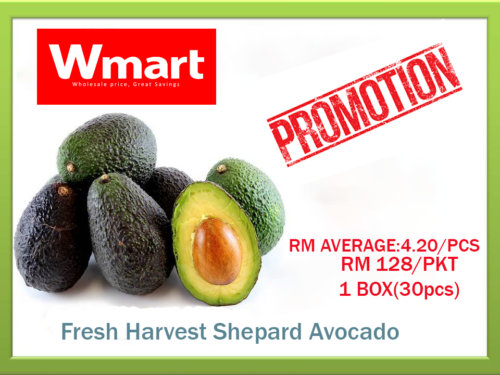 Wmart
Wholesale price, Great Savings
PROMOTION
RM AVERAGE:4.20/PCS
RM 128/PKT
1 BOX(30pcs)
Fresh Harvest Shepard Avocado